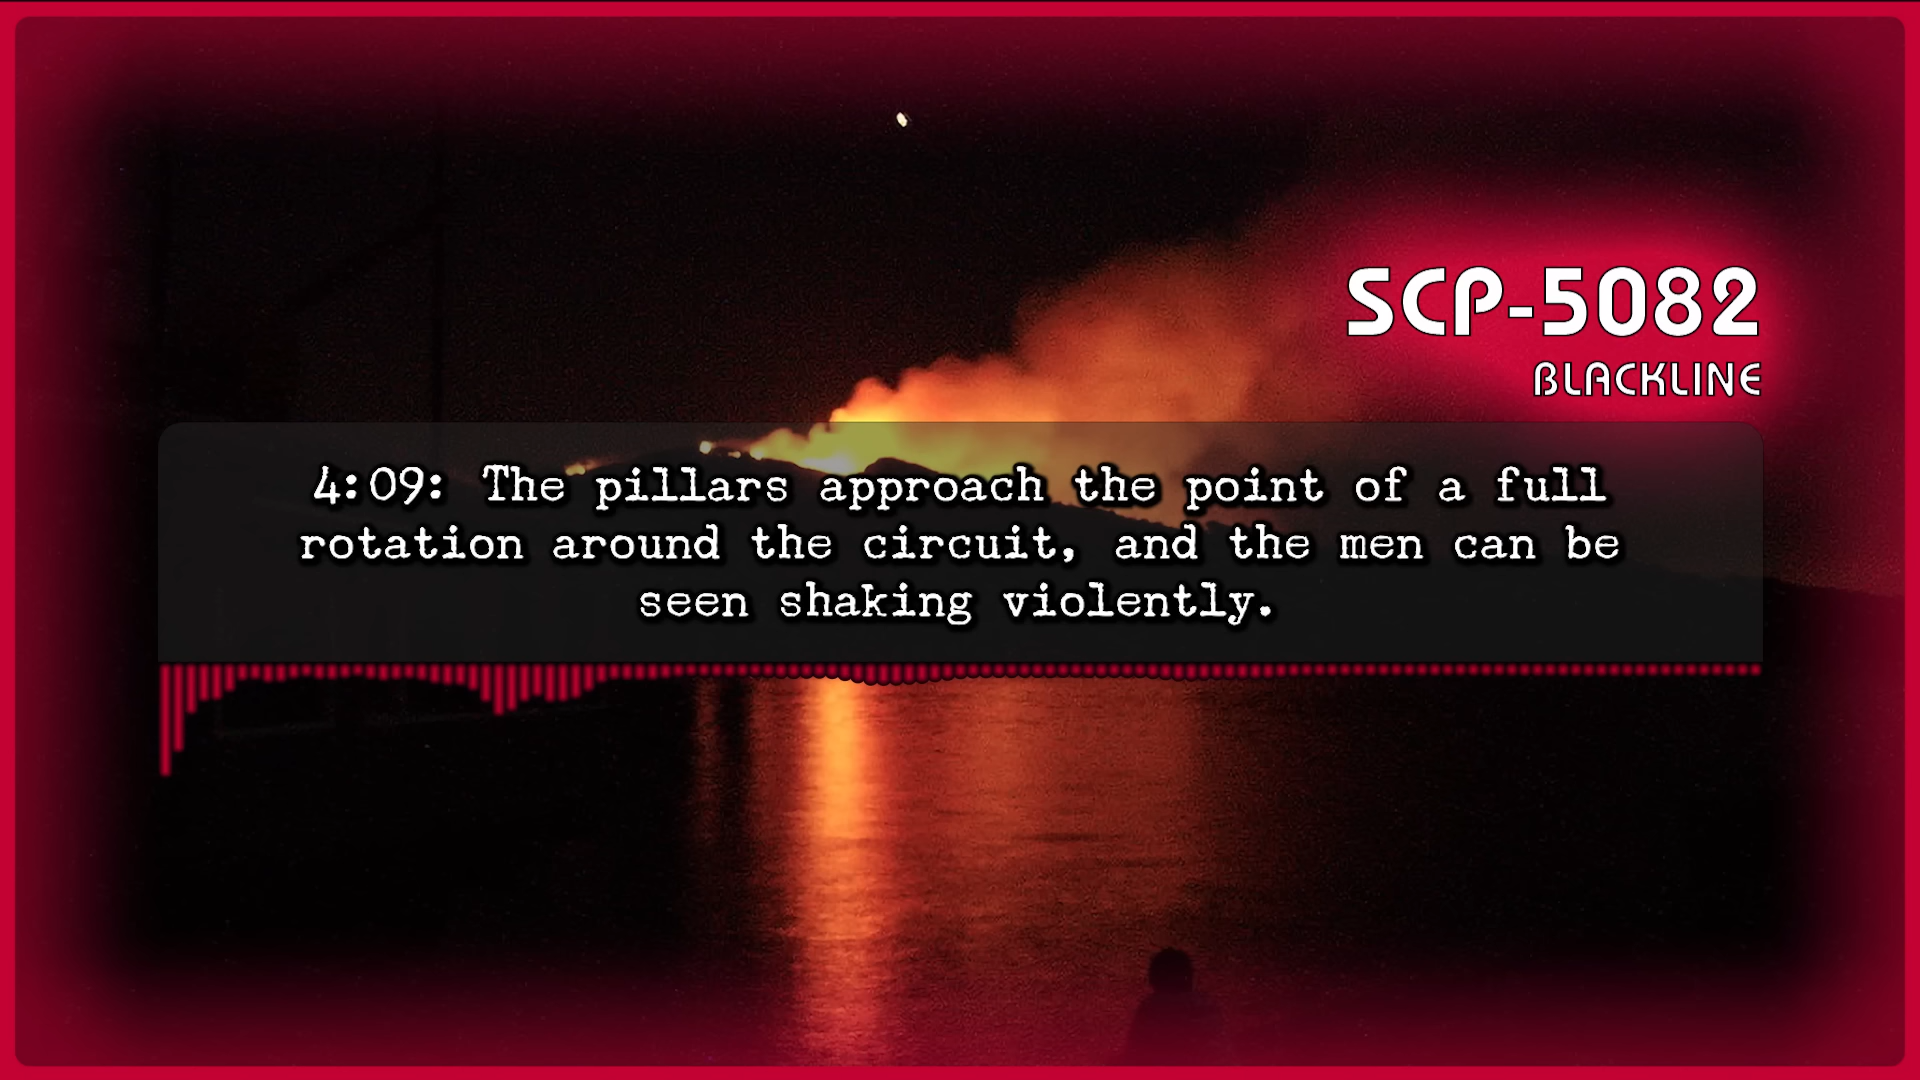 SCP-5082
BLACKLINE
4:09: The pillars approach the point of a full
rotation around the circuit, and the men can be
seen shaking violently.